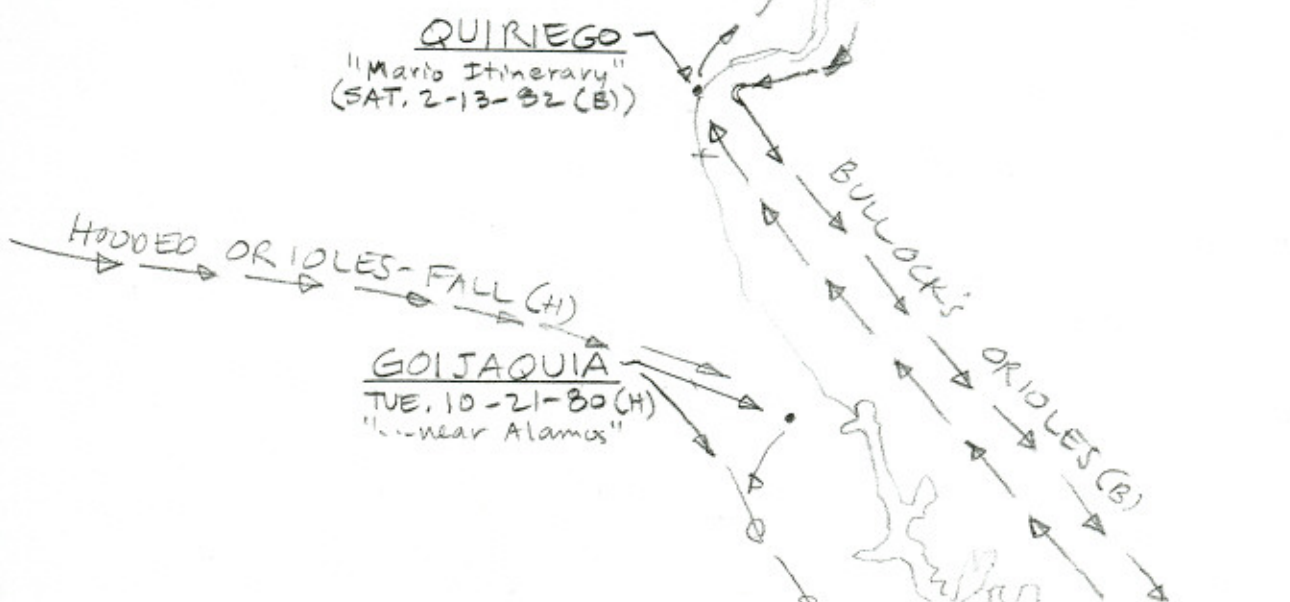 QUIRIEGO
"Mario Itinerary"
(SAT. 2-13-82 (B))
BULLOCK'S ORIOLES (B)
HOODED ORIOLES-FALL (H)
GOIJAQUIA
TUE. 10-21-80 (H)
"...near Alamos"